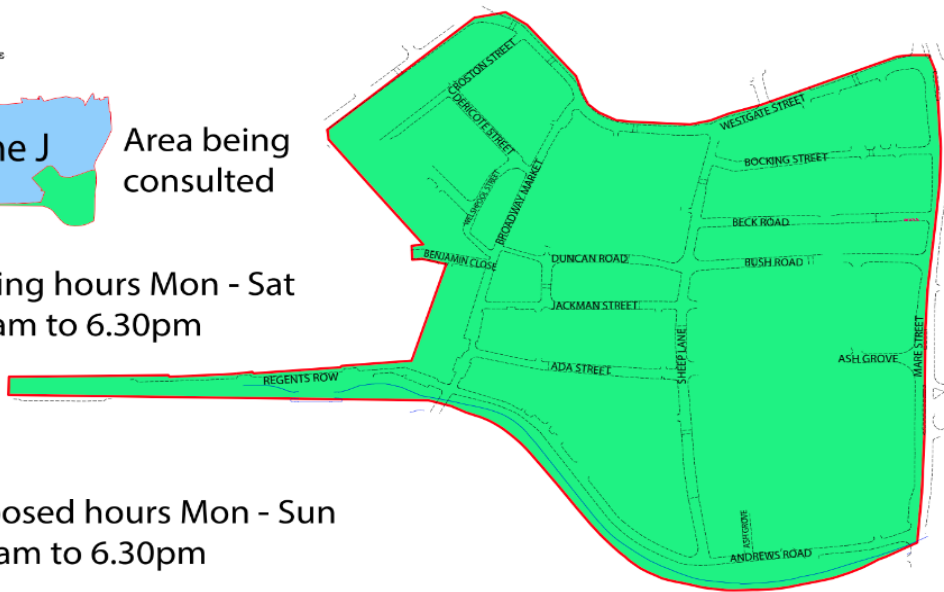 ne J
Area being
consulted
ing hours Mon - Sat
am to 6.30pm
osed hours Mon - Sun
am to 6.30pm
CROSTON STREET
DERICOTE STREET
WELSHPOOL STREET
BROADWAY MARKET
BENJAMIN CLOSE
WESTGATE STREET
BOCKING STREET
BECK ROAD
DUNCAN ROAD
BUSH ROAD
JACKMAN STREET
SHEEP LANE
MARE STREET
ASH GROVE
ADA STREET
REGENTS ROW
ASH GROVE
ANDREWS ROAD